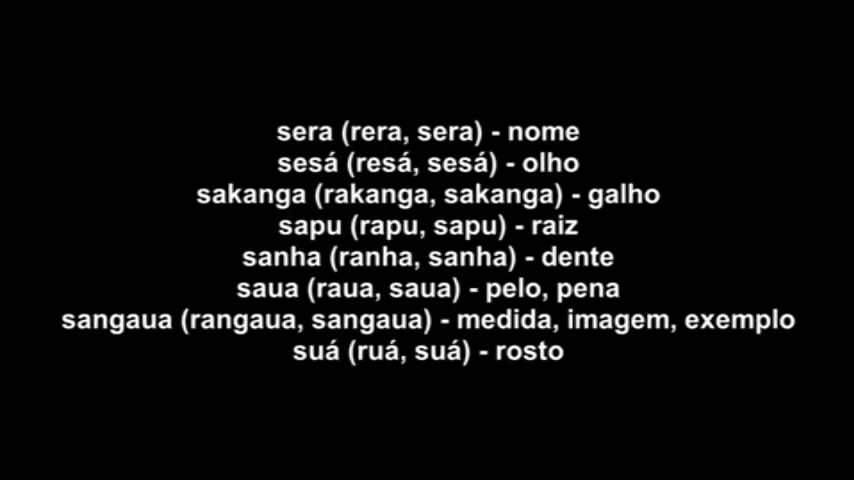 sera (rera, sera) - nome
sesá (resá, sesá) - olho
sakanga (rakanga, sakanga) - galho
sapu (rapu, sapu) - raiz
sanha (ranha, sanha) - dente
saua (raua, saua) - pelo, pena
sangaua (rangaua, sangaua) - medida, imagem, exemplo
suá (ruá, suá) - rosto